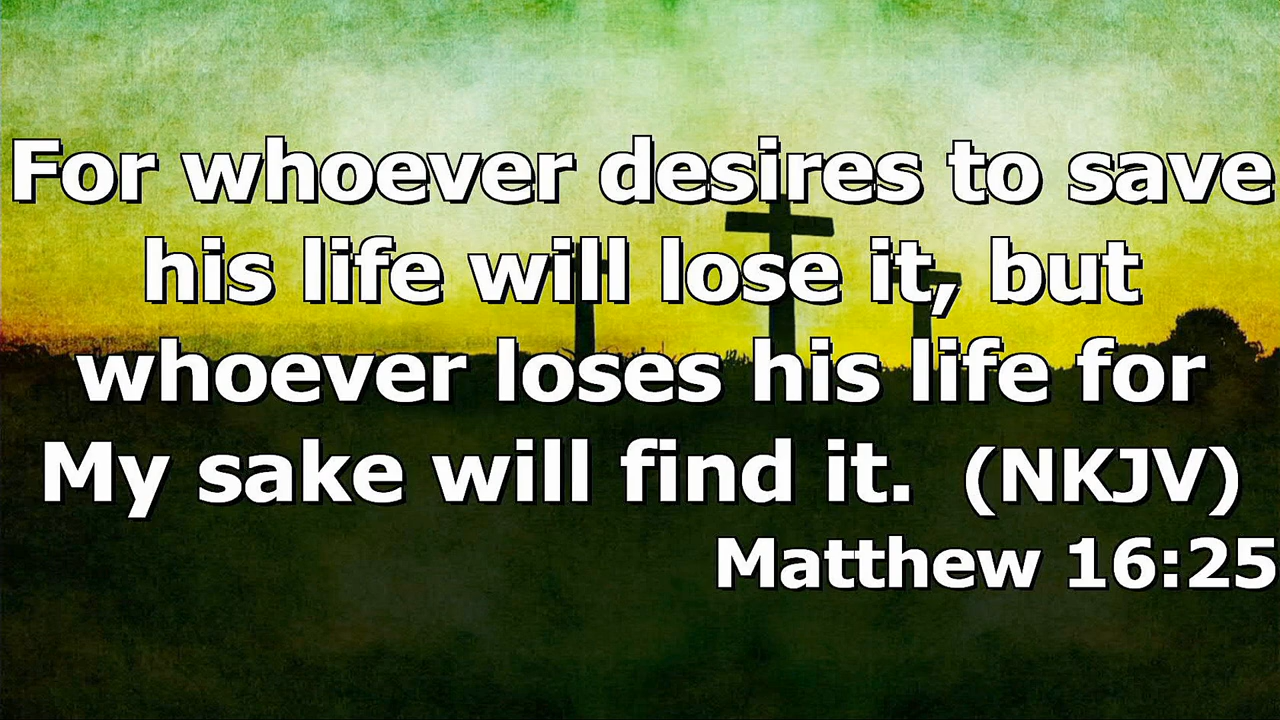 For whoever desires to save
his life will lose it, but
whoever loses his life for
My sake will find it.  (NKJV)
Matthew 16:25